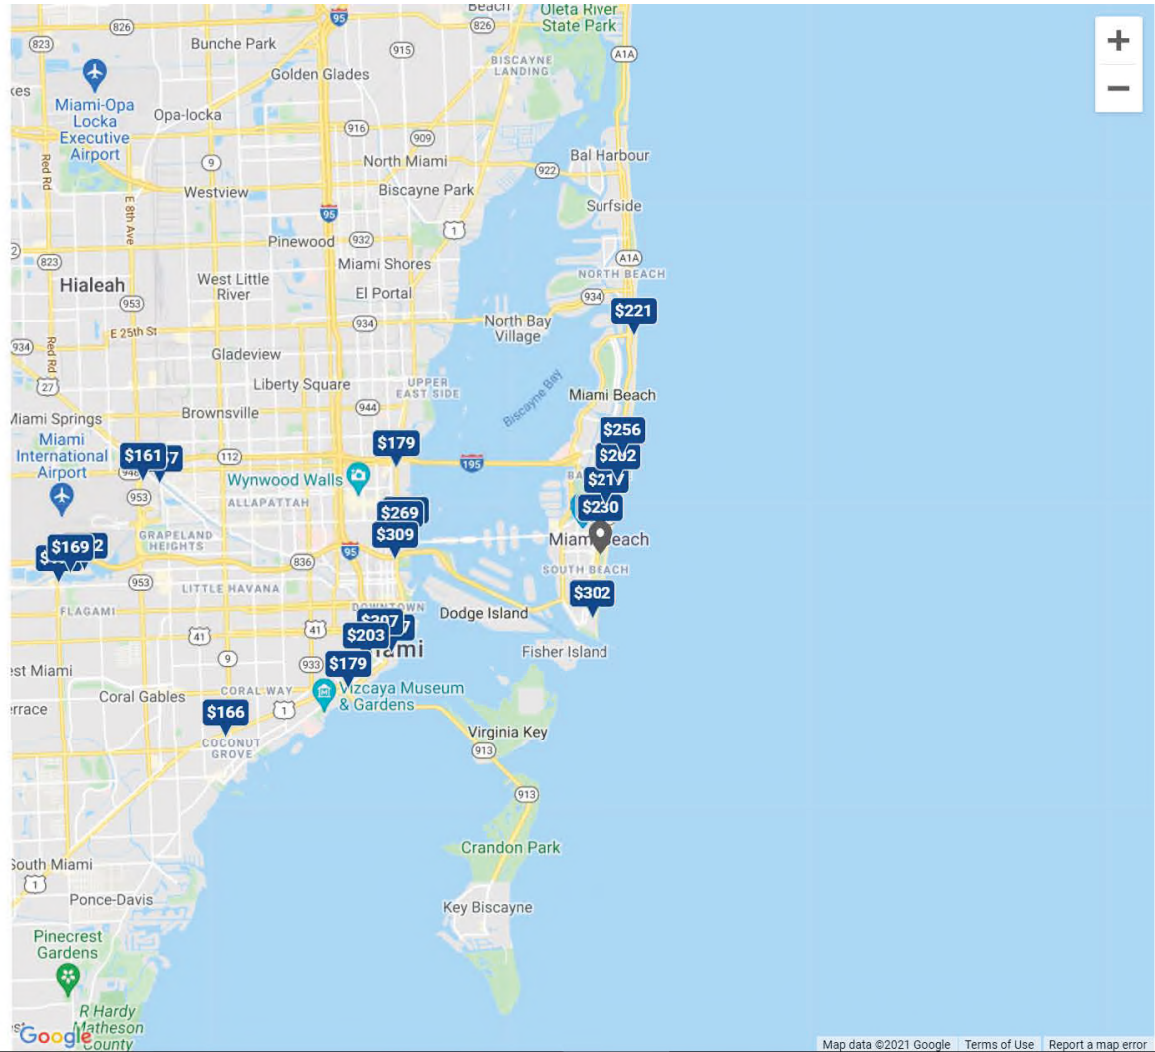 Beach
Oleta River
State Park
826
826
95
823
Bunche Park
915
A1A
BISCAYNE
LANDING
Golden Glades
Miami-Opa
Locka
Executive
Airport
Opa-locka
916
909
North Miami
Bal Harbour
9
922
Red Rd
E 8th Ave
Westview
Biscayne Park
Surfside
95
1
Pinewood
932
823
Miami Shores
A1A
NORTH BEACH
Hialeah
West Little
River
El Portal
953
934
$221
934
North Bay
Village
E 25th St
934
Red Rd
Gladeview
27
Liberty Square
UPPER
EAST SIDE
Miami Beach
Biscayne Bay
944
Miami Springs
Brownsville
$256
Miami
International
Airport
$179
$161
112
195
948
Wynwood Walls
953
ALLAPATTAH
$269
$230
$309
GRAPELAND
HEIGHTS
95
Miami Beach
$169
836
SOUTH BEACH
953
LITTLE HAVANA
$302
FLAGAMI
DOWNTOWN
Dodge Island
41
41
$203
Fisher Island
9
933
$179
Coral Gables
CORAL WAY
Vizcaya Museum
& Gardens
1
$166
Virginia Key
COCONUT
GROVE
913
913
Crandon Park
South Miami
1
Ponce-Davis
Key Biscayne
Pinecrest
Gardens
R Hardy
Matheson
County
Google
Map data ©2021 Google Terms of Use Report a map error